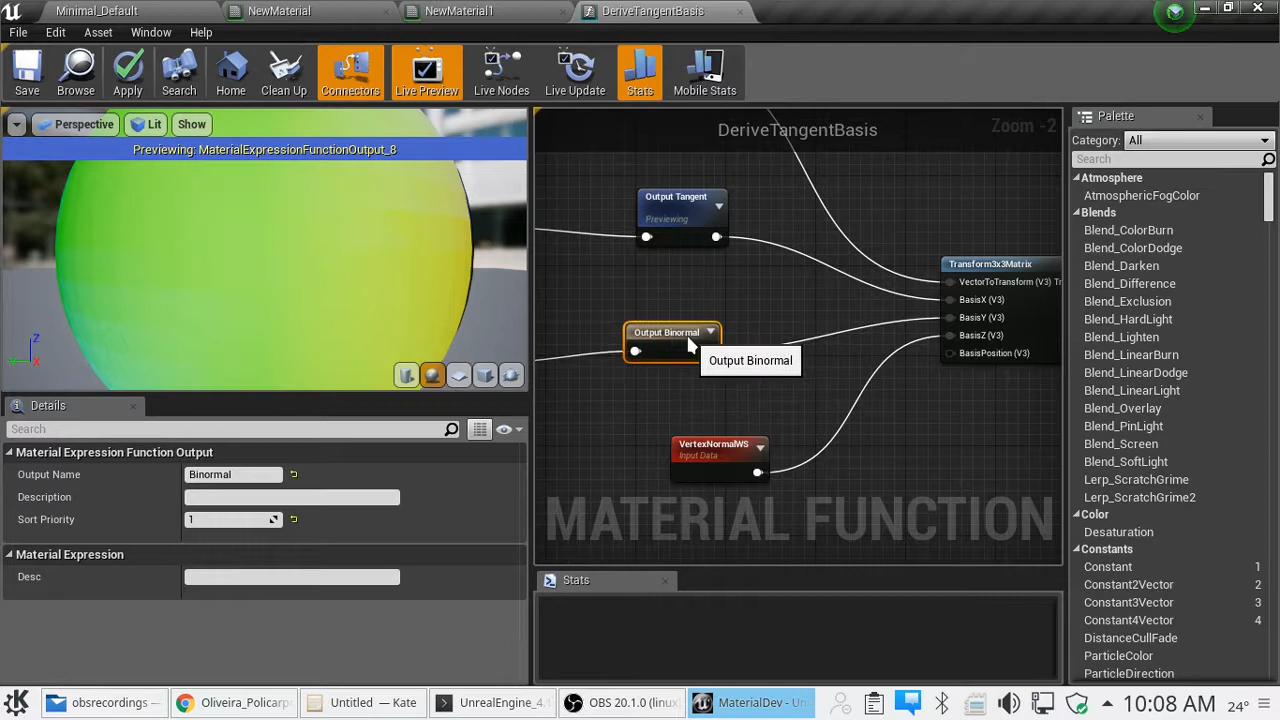 Minimal_Default
NewMaterial
NewMaterial1
DeriveTangentBasis
File Edit Asset Window Help
Save Browse Apply Search Home Clean Up Connectors Live Preview Live Nodes Live Update Stats Mobile Stats
Perspective Lit Show
Previewing: MaterialExpressionFunctionOutput_8
Z
X
DeriveTangentBasis
Zoom -2
Output Tangent
Previewing
Output Binormal
Output Binormal
VertexNormalWS
Input Data
Transform3x3Matrix
VectorToTransform (V3) Tr
BasisX (V3)
BasisY (V3)
BasisZ (V3)
BasisPosition (V3)
MATERIAL FUNCTION
Stats
Details
Search
Material Expression Function Output
Output Name Binormal
Description
Sort Priority 1
Material Expression
Desc
Palette
Category: All
Search
Atmosphere
AtmosphericFogColor
Blends
Blend_ColorBurn
Blend_ColorDodge
Blend_Darken
Blend_Difference
Blend_Exclusion
Blend_HardLight
Blend_Lighten
Blend_LinearBurn
Blend_LinearDodge
Blend_LinearLight
Blend_Overlay
Blend_PinLight
Blend_Screen
Blend_SoftLight
Lerp_ScratchGrime
Lerp_ScratchGrime2
Color
Desaturation
Constants
Constant 1
Constant2Vector 2
Constant3Vector 3
Constant4Vector 4
DistanceCullFade
ParticleColor
ParticleDirection
obsrecordings —
Oliveira_Polic
Untitled — Kate
UnrealEngine_4.
OBS 20.1.0 (linux)
MaterialDev - Un
10:08 AM
24°